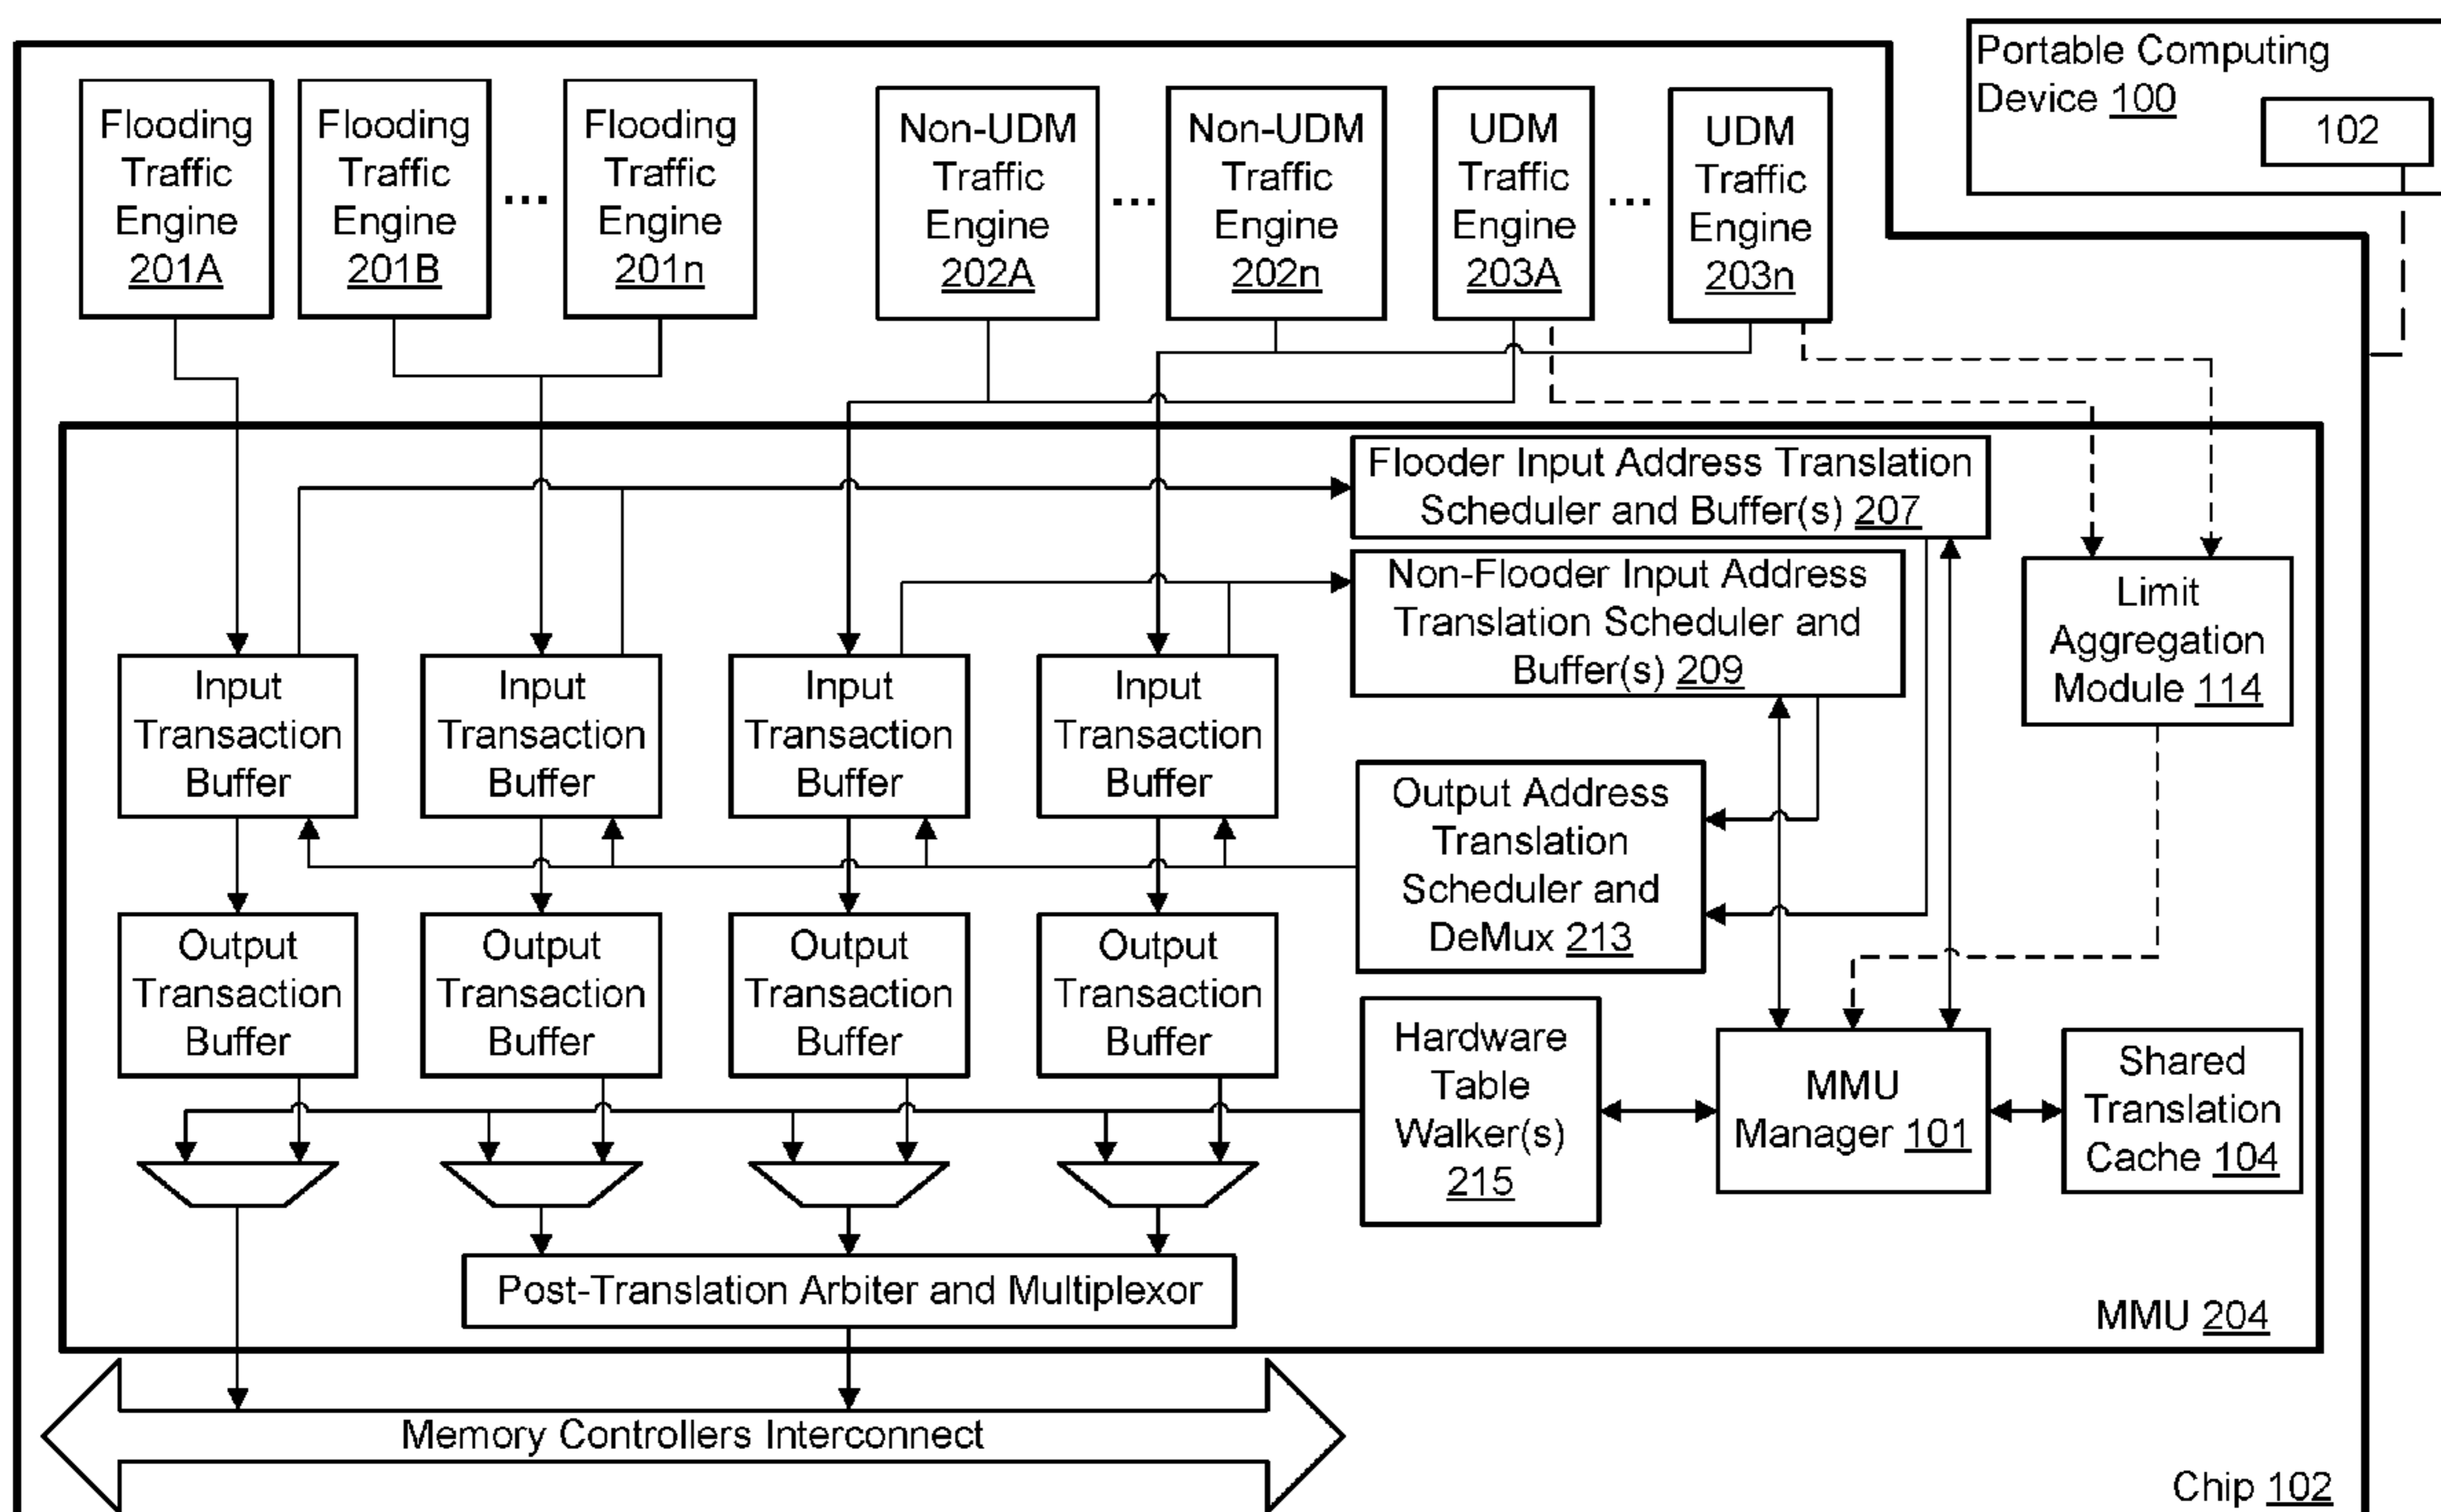 Portable Computing
Device 100
102
Flooding
Traffic
Engine
201A
Flooding
Traffic
Engine
201B
...
Flooding
Traffic
Engine
201n
Non-UDM
Traffic
Engine
202A
...
Non-UDM
Traffic
Engine
202n
UDM
Traffic
Engine
203A
...
UDM
Traffic
Engine
203n
Flooder Input Address Translation
Scheduler and Buffer(s) 207
Non-Flooder Input Address
Translation Scheduler and
Buffer(s) 209
Limit
Aggregation
Module 114
Input
Transaction
Buffer
Input
Transaction
Buffer
Input
Transaction
Buffer
Input
Transaction
Buffer
Output Address
Translation
Scheduler and
DeMux 213
Output
Transaction
Buffer
Output
Transaction
Buffer
Output
Transaction
Buffer
Output
Transaction
Buffer
Hardware
Table
Walker(s)
215
MMU
Manager 101
Shared
Translation
Cache 104
Post-Translation Arbiter and Multiplexor
MMU 204
Memory Controllers Interconnect
Chip 102